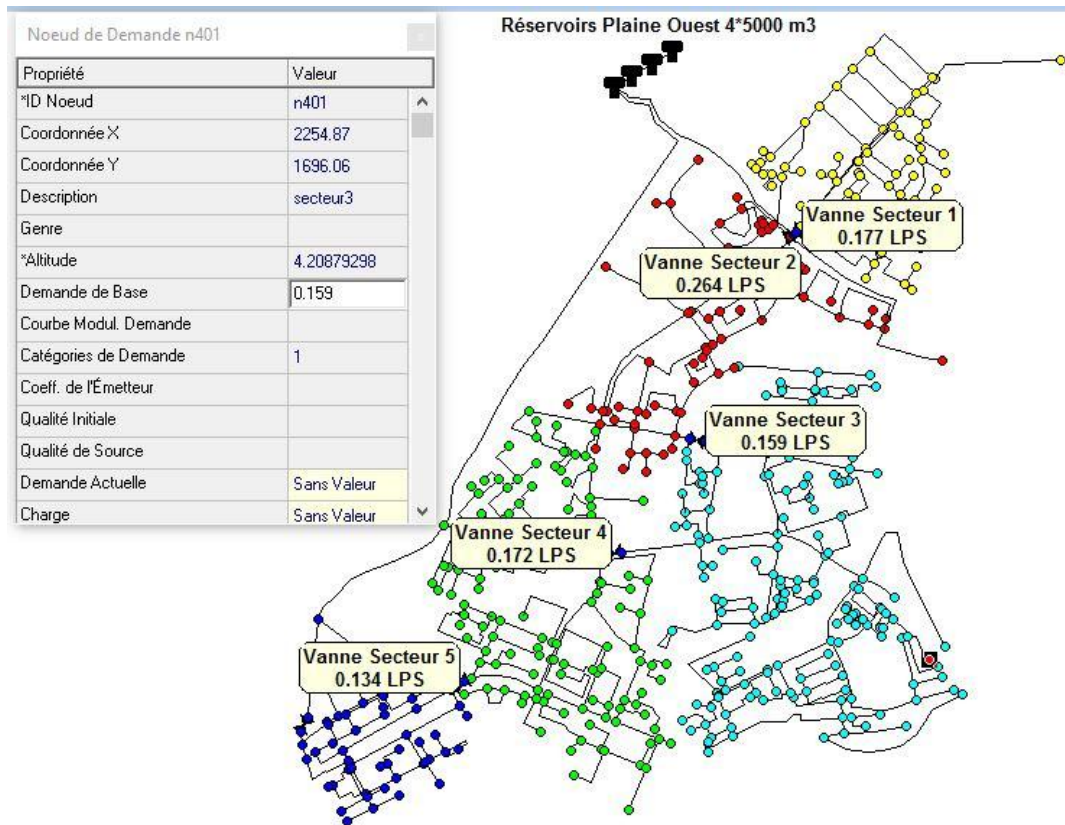 Réservoirs Plaine Ouest 4*5000 m3
Noeud de Demande n401
Propriété Valeur
*ID Noeud n401
Coordonnée X 2254.87
Coordonnée Y 1696.06
Description secteur3
Genre
*Altitude 4.20879298
Demande de Base 0.159
Courbe Modul. Demande
Catégories de Demande 1
Coeff. de l'Émetteur
Qualité Initiale
Qualité de Source
Demande Actuelle Sans Valeur
Charge Sans Valeur
Vanne Secteur 1
0.177 LPS
Vanne Secteur 2
0.264 LPS
Vanne Secteur 3
0.159 LPS
Vanne Secteur 4
0.172 LPS
Vanne Secteur 5
0.134 LPS